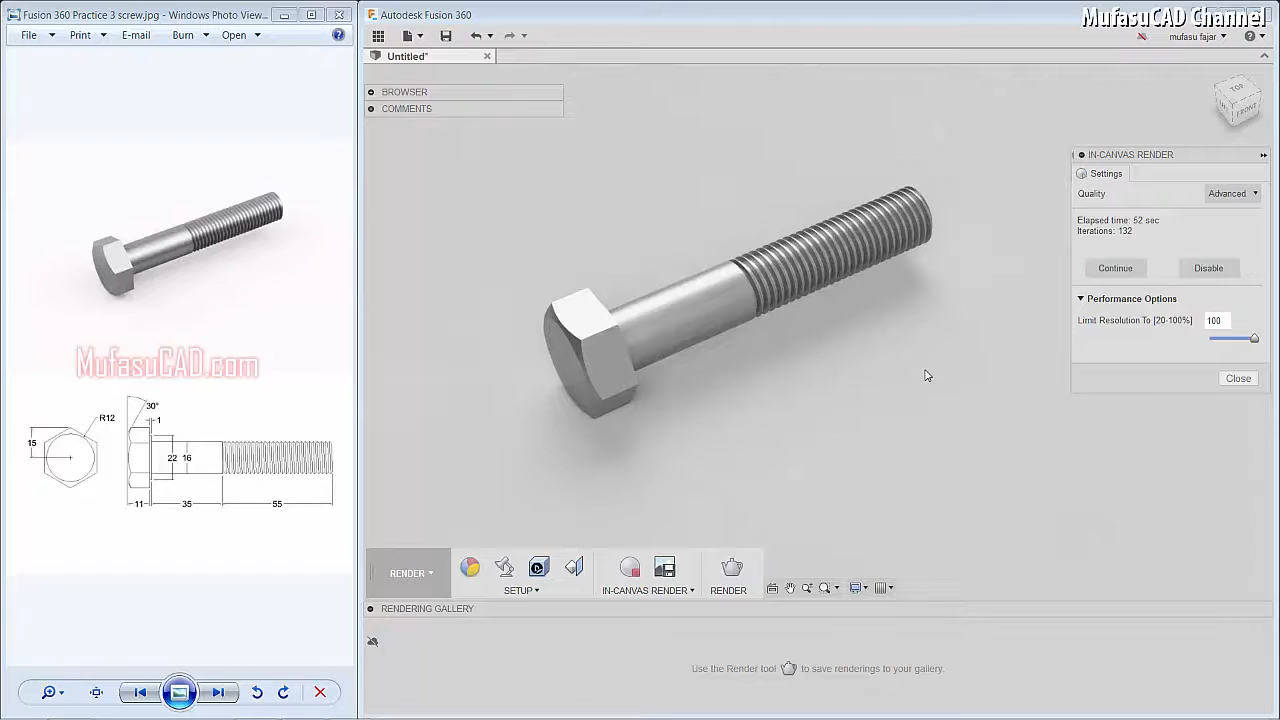 Fusion 360 Practice 3 screw.jpg - Windows Photo View...
File Print E-mail Burn Open
MufasuCAD.com
30°
R12
1
15
22 16
11 35 55
Autodesk Fusion 360
MufasuCAD Channel
mufasu fajar
Untitled*
BROWSER
COMMENTS
TOP
FRONT
IN-CANVAS RENDER
Settings
Quality Advanced
Elapsed time: 52 sec
Iterations: 132
Continue Disable
Performance Options
Limit Resolution To [20-100%] 100
Close
RENDER
SETUP IN-CANVAS RENDER RENDER
RENDERING GALLERY
Use the Render tool to save renderings to your gallery.